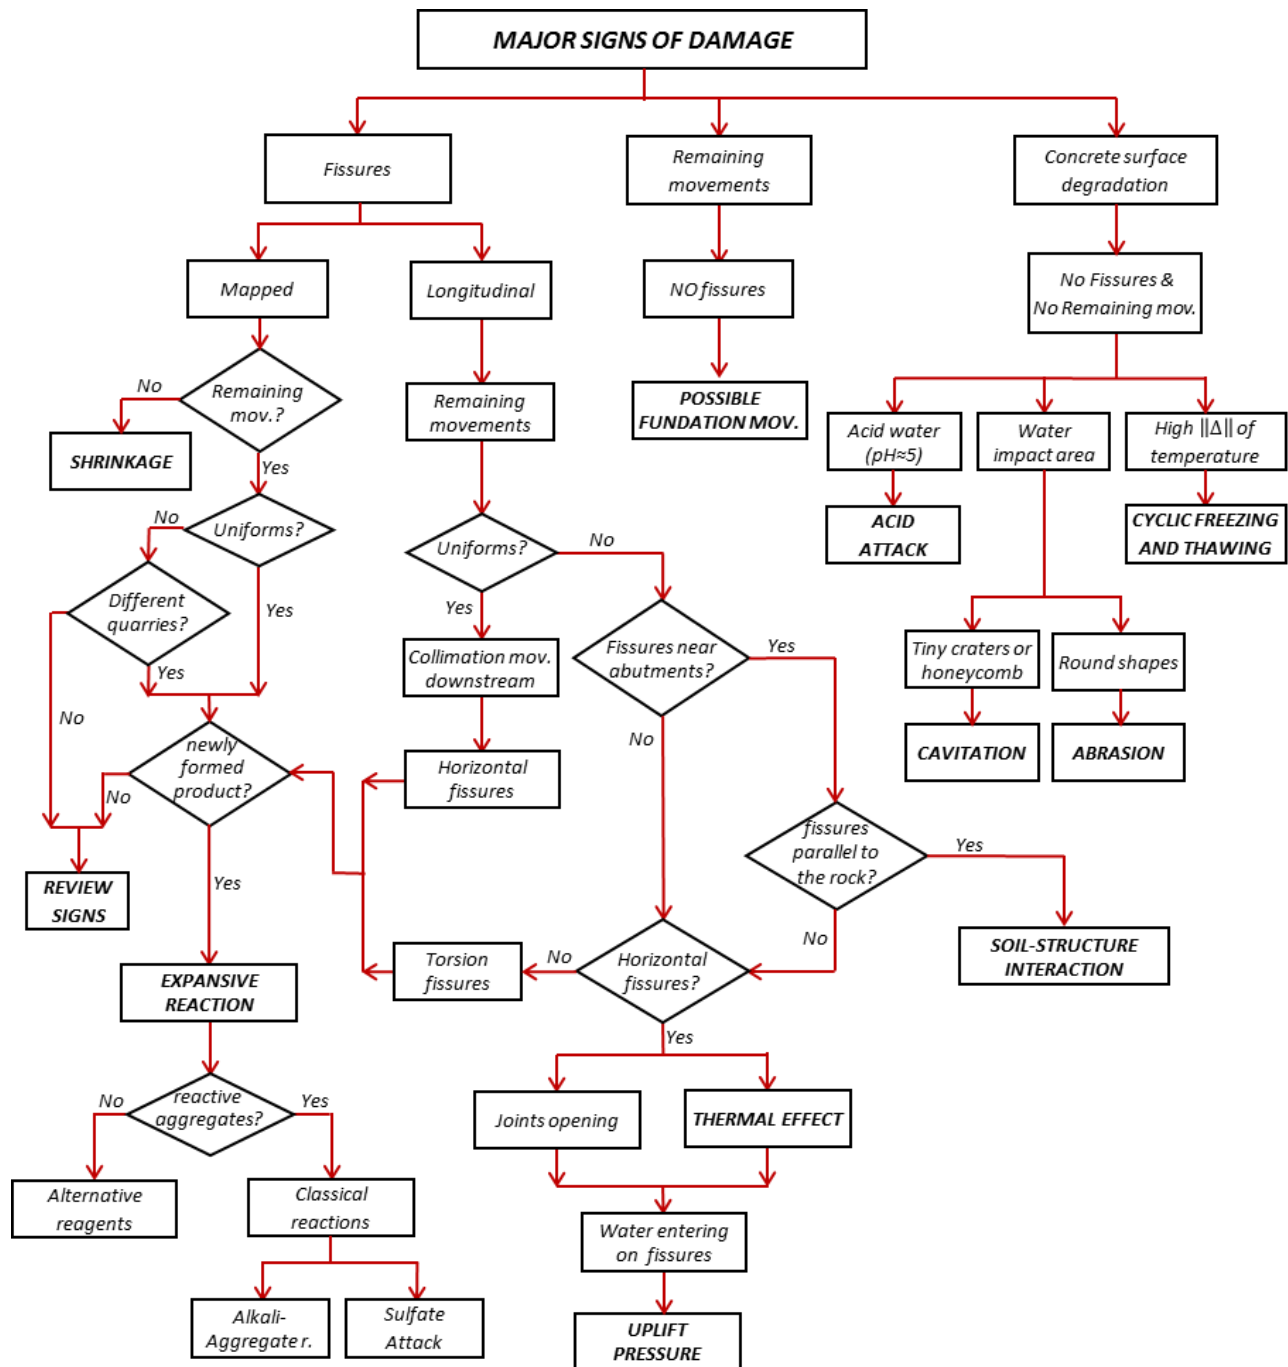 MAJOR SIGNS OF DAMAGE
Fissures
Remaining
movements
Concrete surface
degradation
Mapped
Longitudinal
NO fissures
No Fissures &
No Remaining mov.
No
Remaining
mov.?
Remaining
movements
POSSIBLE
FUNDATION MOV.
Acid water
(pH≈5)
Water
impact area
High ||Δ|| of
temperature
SHRINKAGE
Yes
No
Uniforms?
Uniforms?
No
ACID
ATTACK
CYCLIC FREEZING
AND THAWING
Different
quarries?
Yes
Yes
Collimation mov.
downstream
Fissures near
abutments?
Yes
Tiny craters or
honeycomb
Round shapes
Yes
No
No
newly
formed
product?
No
Horizontal
fissures
CAVITATION
ABRASION
fissures
parallel to
the rock?
Yes
REVIEW
SIGNS
Yes
No
Torsion
fissures
No
Horizontal
fissures?
SOIL-STRUCTURE
INTERACTION
EXPANSIVE
REACTION
Yes
No
reactive
aggregates?
Yes
Joints opening
THERMAL EFFECT
Alternative
reagents
Classical
reactions
Water entering
on fissures
Alkali-
Aggregate r.
Sulfate
Attack
UPLIFT
PRESSURE